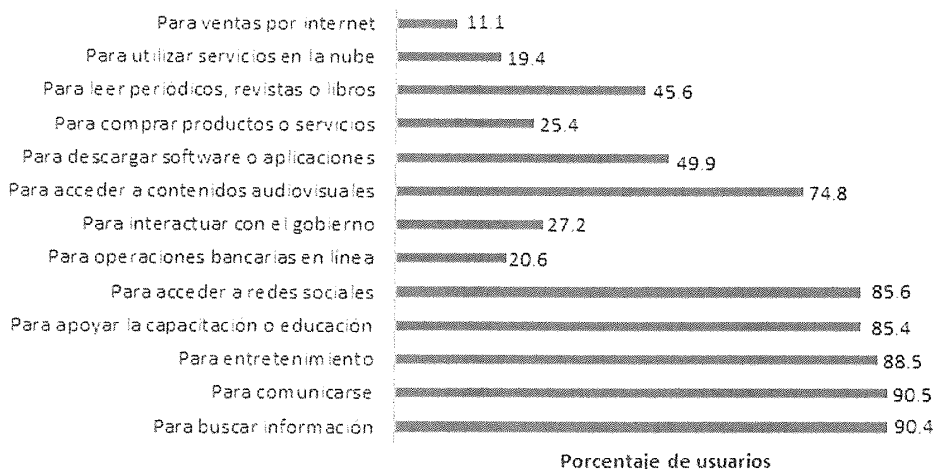 Para ventas por internet 11.1
Para utilizar servicios en la nube 19.4
Para leer periódicos, revistas o libros 45.6
Para comprar productos o servicios 25.4
Para descargar software o aplicaciones 49.9
Para acceder a contenidos audiovisuales 74.8
Para interactuar con el gobierno 27.2
Para operaciones bancarias en línea 20.6
Para acceder a redes sociales 85.6
Para apoyar la capacitación o educación 85.4
Para entretenimiento 88.5
Para comunicarse 90.5
Para buscar información 90.4
Porcentaje de usuarios